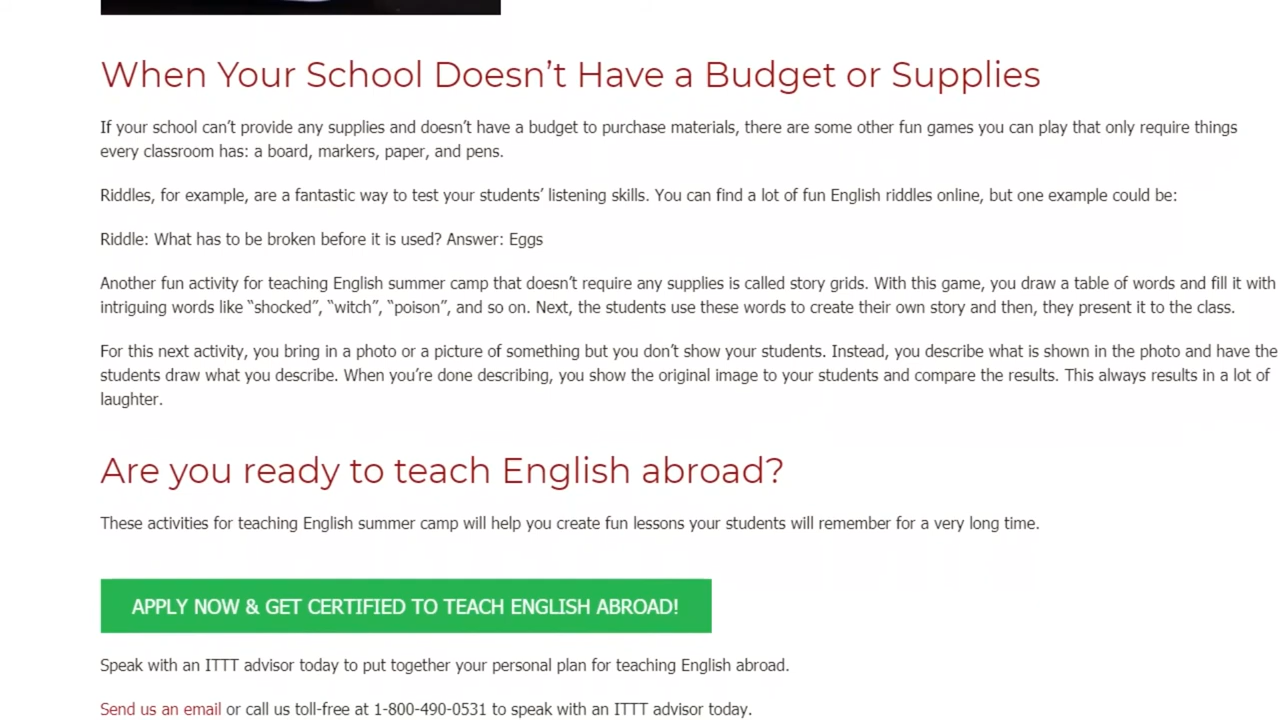 When Your School Doesn’t Have a Budget or Supplies
If your school can’t provide any supplies and doesn’t have a budget to purchase materials, there are some other fun games you can play that only require things
every classroom has: a board, markers, paper, and pens.
Riddles, for example, are a fantastic way to test your students’ listening skills. You can find a lot of fun English riddles online, but one example could be:
Riddle: What has to be broken before it is used? Answer: Eggs
Another fun activity for teaching English summer camp that doesn’t require any supplies is called story grids. With this game, you draw a table of words and fill it with
intriguing words like “shocked”, “witch”, “poison”, and so on. Next, the students use these words to create their own story and then, they present it to the class.
For this next activity, you bring in a photo or a picture of something but you don’t show your students. Instead, you describe what is shown in the photo and have the
students draw what you describe. When you’re done describing, you show the original image to your students and compare the results. This always results in a lot of
laughter.
Are you ready to teach English abroad?
These activities for teaching English summer camp will help you create fun lessons your students will remember for a very long time.
APPLY NOW & GET CERTIFIED TO TEACH ENGLISH ABROAD!
Speak with an ITTT advisor today to put together your personal plan for teaching English abroad.
Send us an email or call us toll-free at 1-800-490-0531 to speak with an ITTT advisor today.